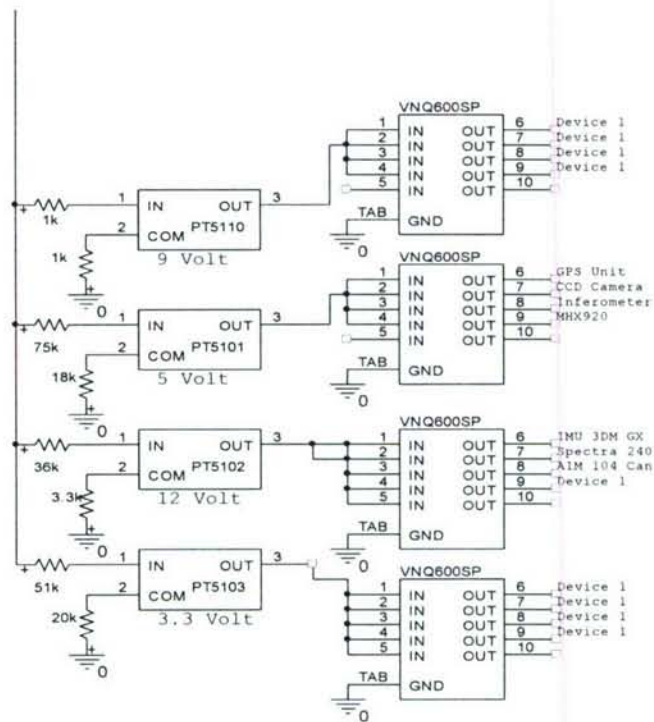 VNQ600SP
1 IN OUT 6 Device 1
2 IN OUT 7 Device 1
3 IN OUT 8 Device 1
4 IN OUT 9 Device 1
5 IN OUT 10
TAB GND
0
+ 1k 1 IN OUT 3
2 COM PT5110
1k
9 Volt
+
0
VNQ600SP
1 IN OUT 6 GPS Unit
2 IN OUT 7 CCD Camera
3 IN OUT 8 Inferometer
4 IN OUT 9 MHX920
5 IN OUT 10
TAB GND
0
+ 75k 1 IN OUT 3
2 COM PT5101
18k
5 Volt
+
0
VNQ600SP
1 IN OUT 6 IMU 3DM GX
2 IN OUT 7 Spectra 240
3 IN OUT 8 AIM 104 Can
4 IN OUT 9 Device 1
5 IN OUT 10
TAB GND
0
+ 36k 1 IN OUT 3
2 COM PT5102
3.3k
12 Volt
+
0
VNQ600SP
1 IN OUT 6 Device 1
2 IN OUT 7 Device 1
3 IN OUT 8 Device 1
4 IN OUT 9 Device 1
5 IN OUT 10
TAB GND
0
+ 51k 1 IN OUT 3
2 COM PT5103
20k
3.3 Volt
+
0